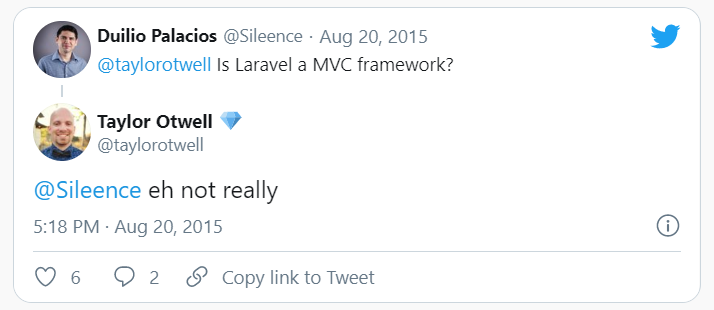 Duilio Palacios @Sileence · Aug 20, 2015
@taylorotwell Is Laravel a MVC framework?
Taylor Otwell 💎
@taylorotwell
@Sileence eh not really
5:18 PM · Aug 20, 2015
6 2 Copy link to Tweet